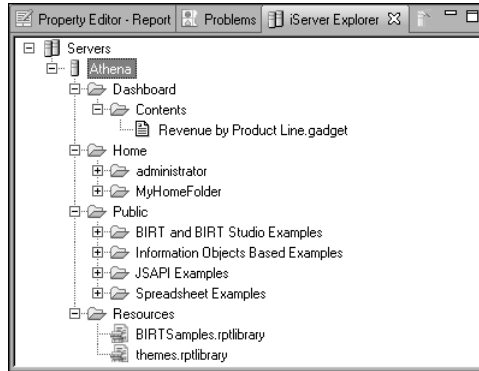 Property Editor - Report Problems iServer Explorer
Servers
Athena
Dashboard
Contents
Revenue by Product Line.gadget
Home
administrator
MyHomeFolder
Public
BIRT and BIRT Studio Examples
Information Objects Based Examples
JSAPI Examples
Spreadsheet Examples
Resources
BIRTSamples.rptlibrary
themes.rptlibrary